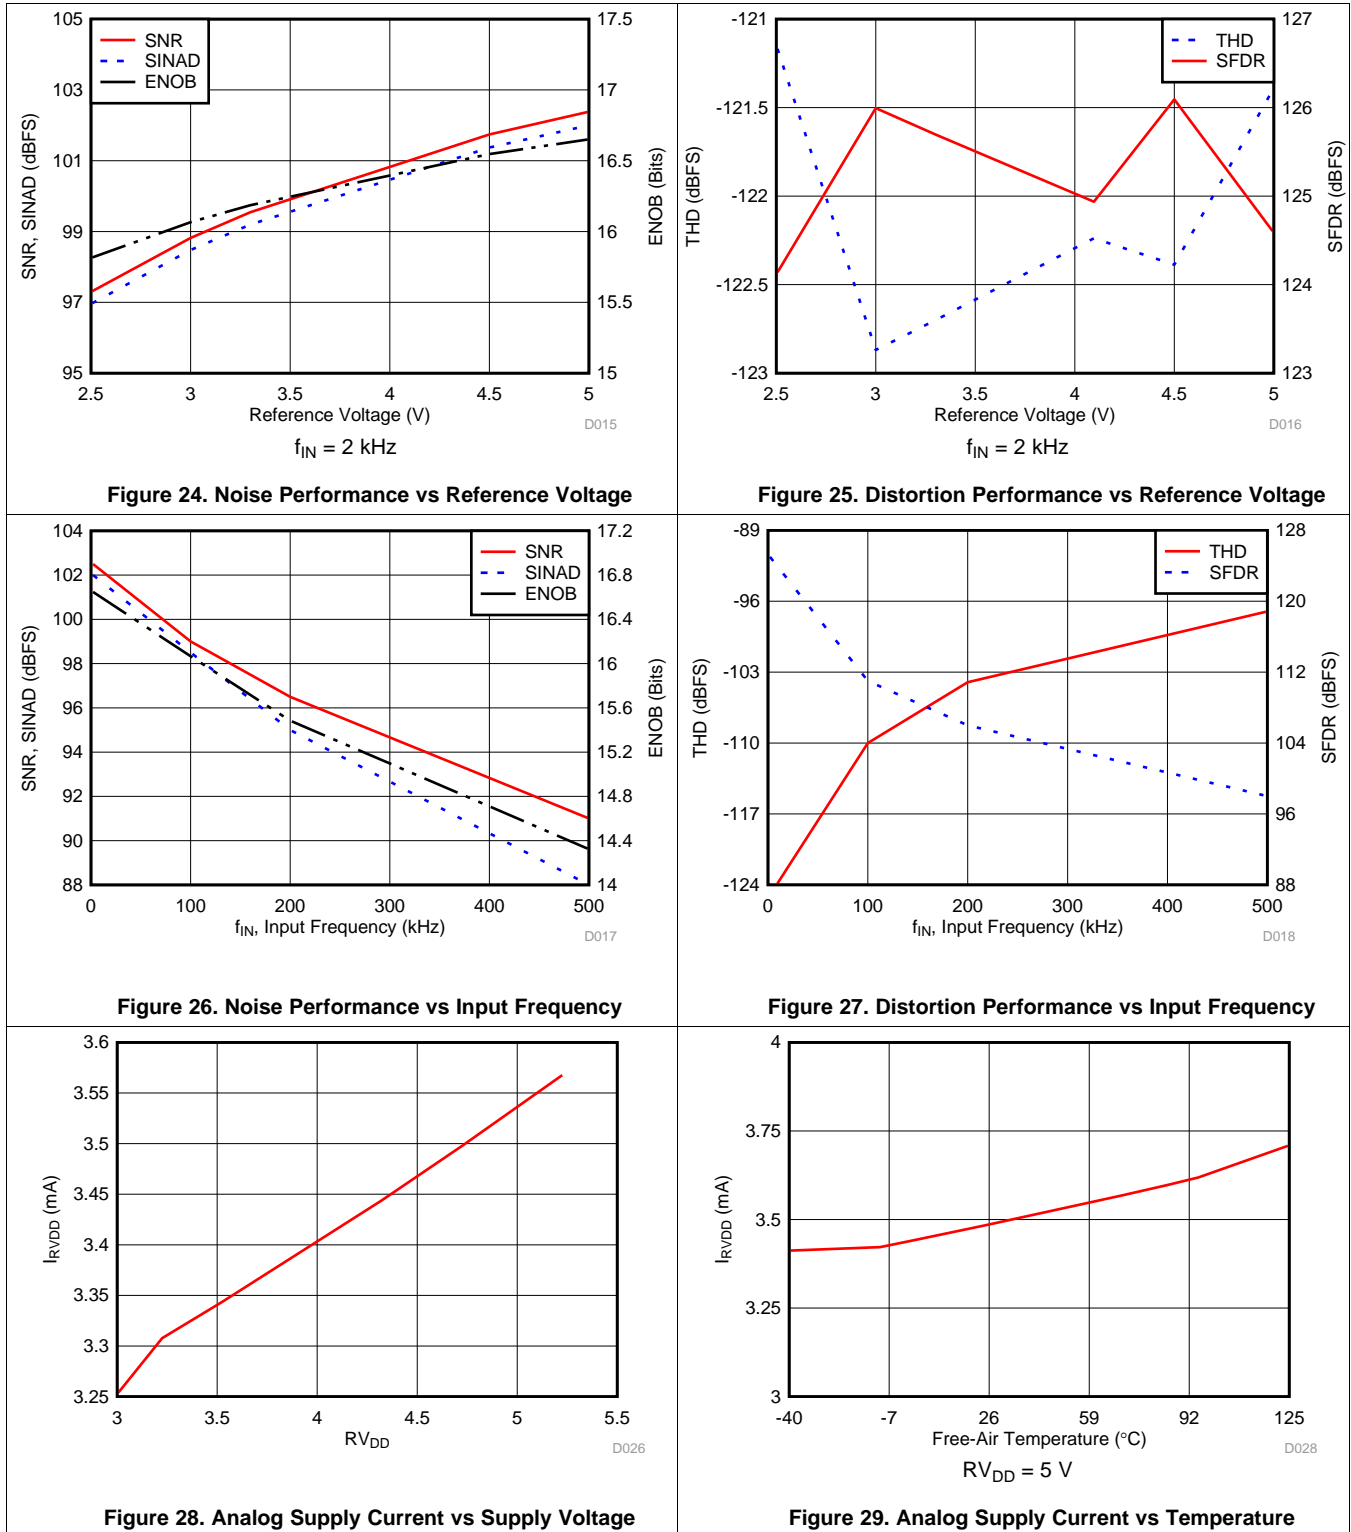 105
103
101
99
97
95
SNR, SINAD (dBFS)
SNR
SINAD
ENOB
17.5
17
16.5
16
15.5
15
ENOB (Bits)
2.5 3 3.5 4 4.5 5
Reference Voltage (V)
D015
fIN = 2 kHz
Figure 24. Noise Performance vs Reference Voltage
-121
-121.5
-122
-122.5
-123
THD (dBFS)
THD
SFDR
127
126
125
124
123
SFDR (dBFS)
2.5 3 3.5 4 4.5 5
Reference Voltage (V)
D016
fIN = 2 kHz
Figure 25. Distortion Performance vs Reference Voltage
104
102
100
98
96
94
92
90
88
SNR, SINAD (dBFS)
SNR
SINAD
ENOB
17.2
16.8
16.4
16
15.6
15.2
14.8
14.4
14
ENOB (Bits)
0 100 200 300 400 500
fIN, Input Frequency (kHz)
D017
Figure 26. Noise Performance vs Input Frequency
-89
-96
-103
-110
-117
-124
THD (dBFS)
THD
SFDR
128
120
112
104
96
88
SFDR (dBFS)
0 100 200 300 400 500
fIN, Input Frequency (kHz)
D018
Figure 27. Distortion Performance vs Input Frequency
3.6
3.55
3.5
3.45
3.4
3.35
3.3
3.25
IRVDD (mA)
3 3.5 4 4.5 5 5.5
RVDD
D026
Figure 28. Analog Supply Current vs Supply Voltage
4
3.75
3.5
3.25
3
IRVDD (mA)
-40 -7 26 59 92 125
Free-Air Temperature (°C)
D028
RVDD = 5 V
Figure 29. Analog Supply Current vs Temperature